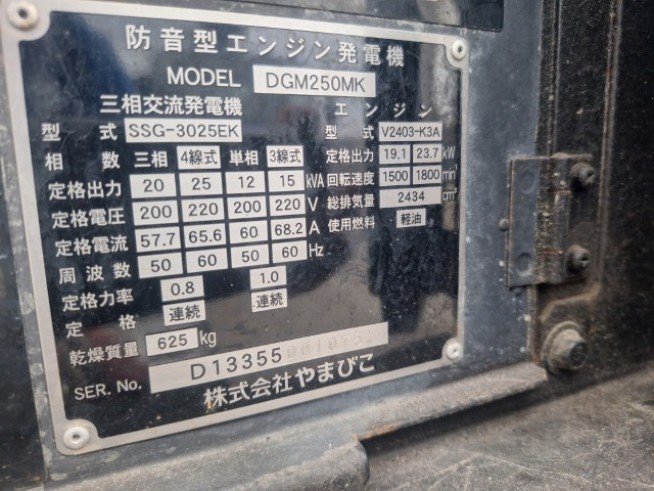 防音型エンジン発電機
MODEL DGM250MK
三相交流発電機
型式 SSG-3025EK
相数 三相 4線式 単相 3線式
定格出力 20 25 12 15 kVA
定格電圧 200 220 200 220 V
定格電流 57.7 65.6 60 68.2 A
周波数 50 60 50 60 Hz
定格力率 0.8 1.0
定格 連続 連続
乾燥質量 625 kg
SER. No. D13355
株式会社やまびこ
エンジン
型式 V2403-K3A
定格出力 19.1 23.7 kW
回転速度 1500 1800 min⁻¹
総排気量 2434 cm³
使用燃料 軽油